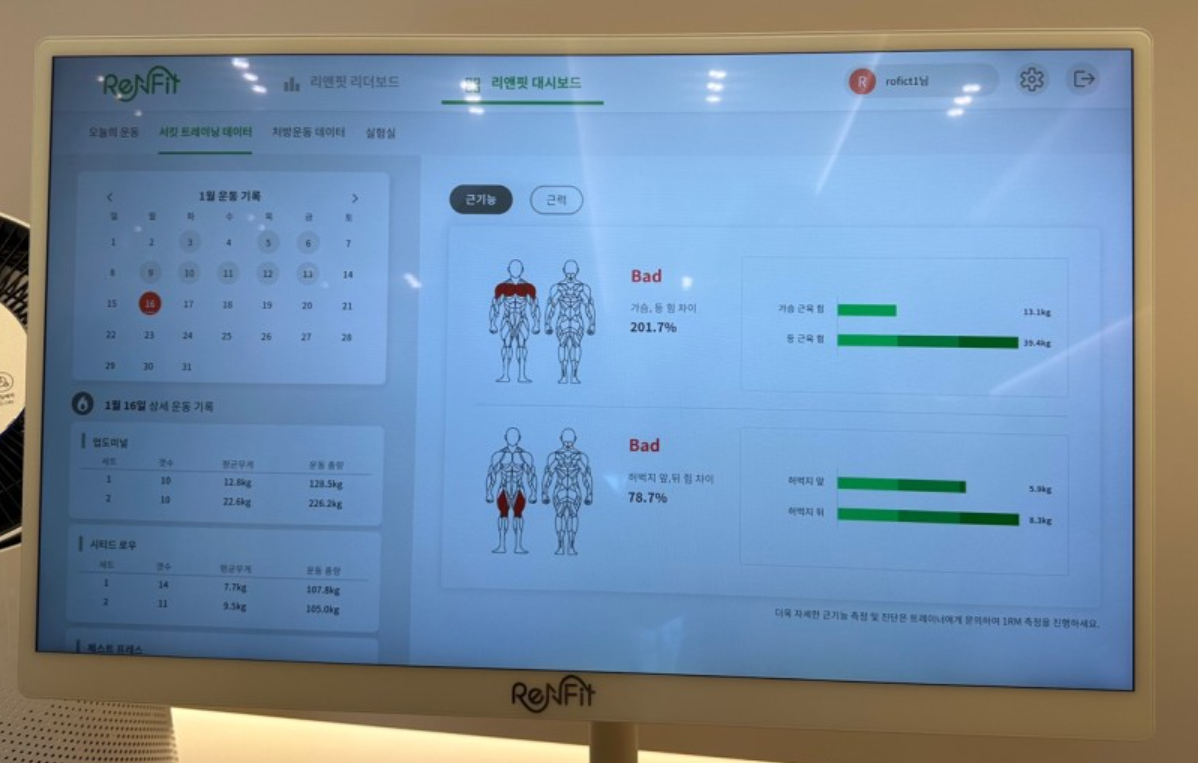 ReNFit
리앤핏 리더보드
리앤핏 대시보드
R
rofict1님
오늘의 운동
서킷 트레이닝 데이터
처방운동 데이터
실험실
< 1월 운동 기록 >
일 월 화 수 목 금 토
1 2 3 4 5 6 7
8 9 10 11 12 13 14
15 16 17 18 19 20 21
22 23 24 25 26 27 28
29 30 31
1월 16일 상세 운동 기록
업도미널
세트 갯수 평균무게 운동 총량
1 10 12.8kg 128.5kg
2 10 22.6kg 226.2kg
시티드 로우
세트 갯수 평균무게 운동 총량
1 14 7.7kg 107.8kg
2 11 9.5kg 105.0kg
체스트 프레스
근기능
근력
Bad
가슴, 등 힘 차이
201.7%
가슴 근육 힘 13.1kg
등 근육 힘 39.4kg
Bad
허벅지 앞,뒤 힘 차이
78.7%
허벅지 앞 5.9kg
허벅지 뒤 8.3kg
더욱 자세한 근기능 측정 및 진단은 트레이너에게 문의하여 1RM 측정을 진행하세요.
ReNFit